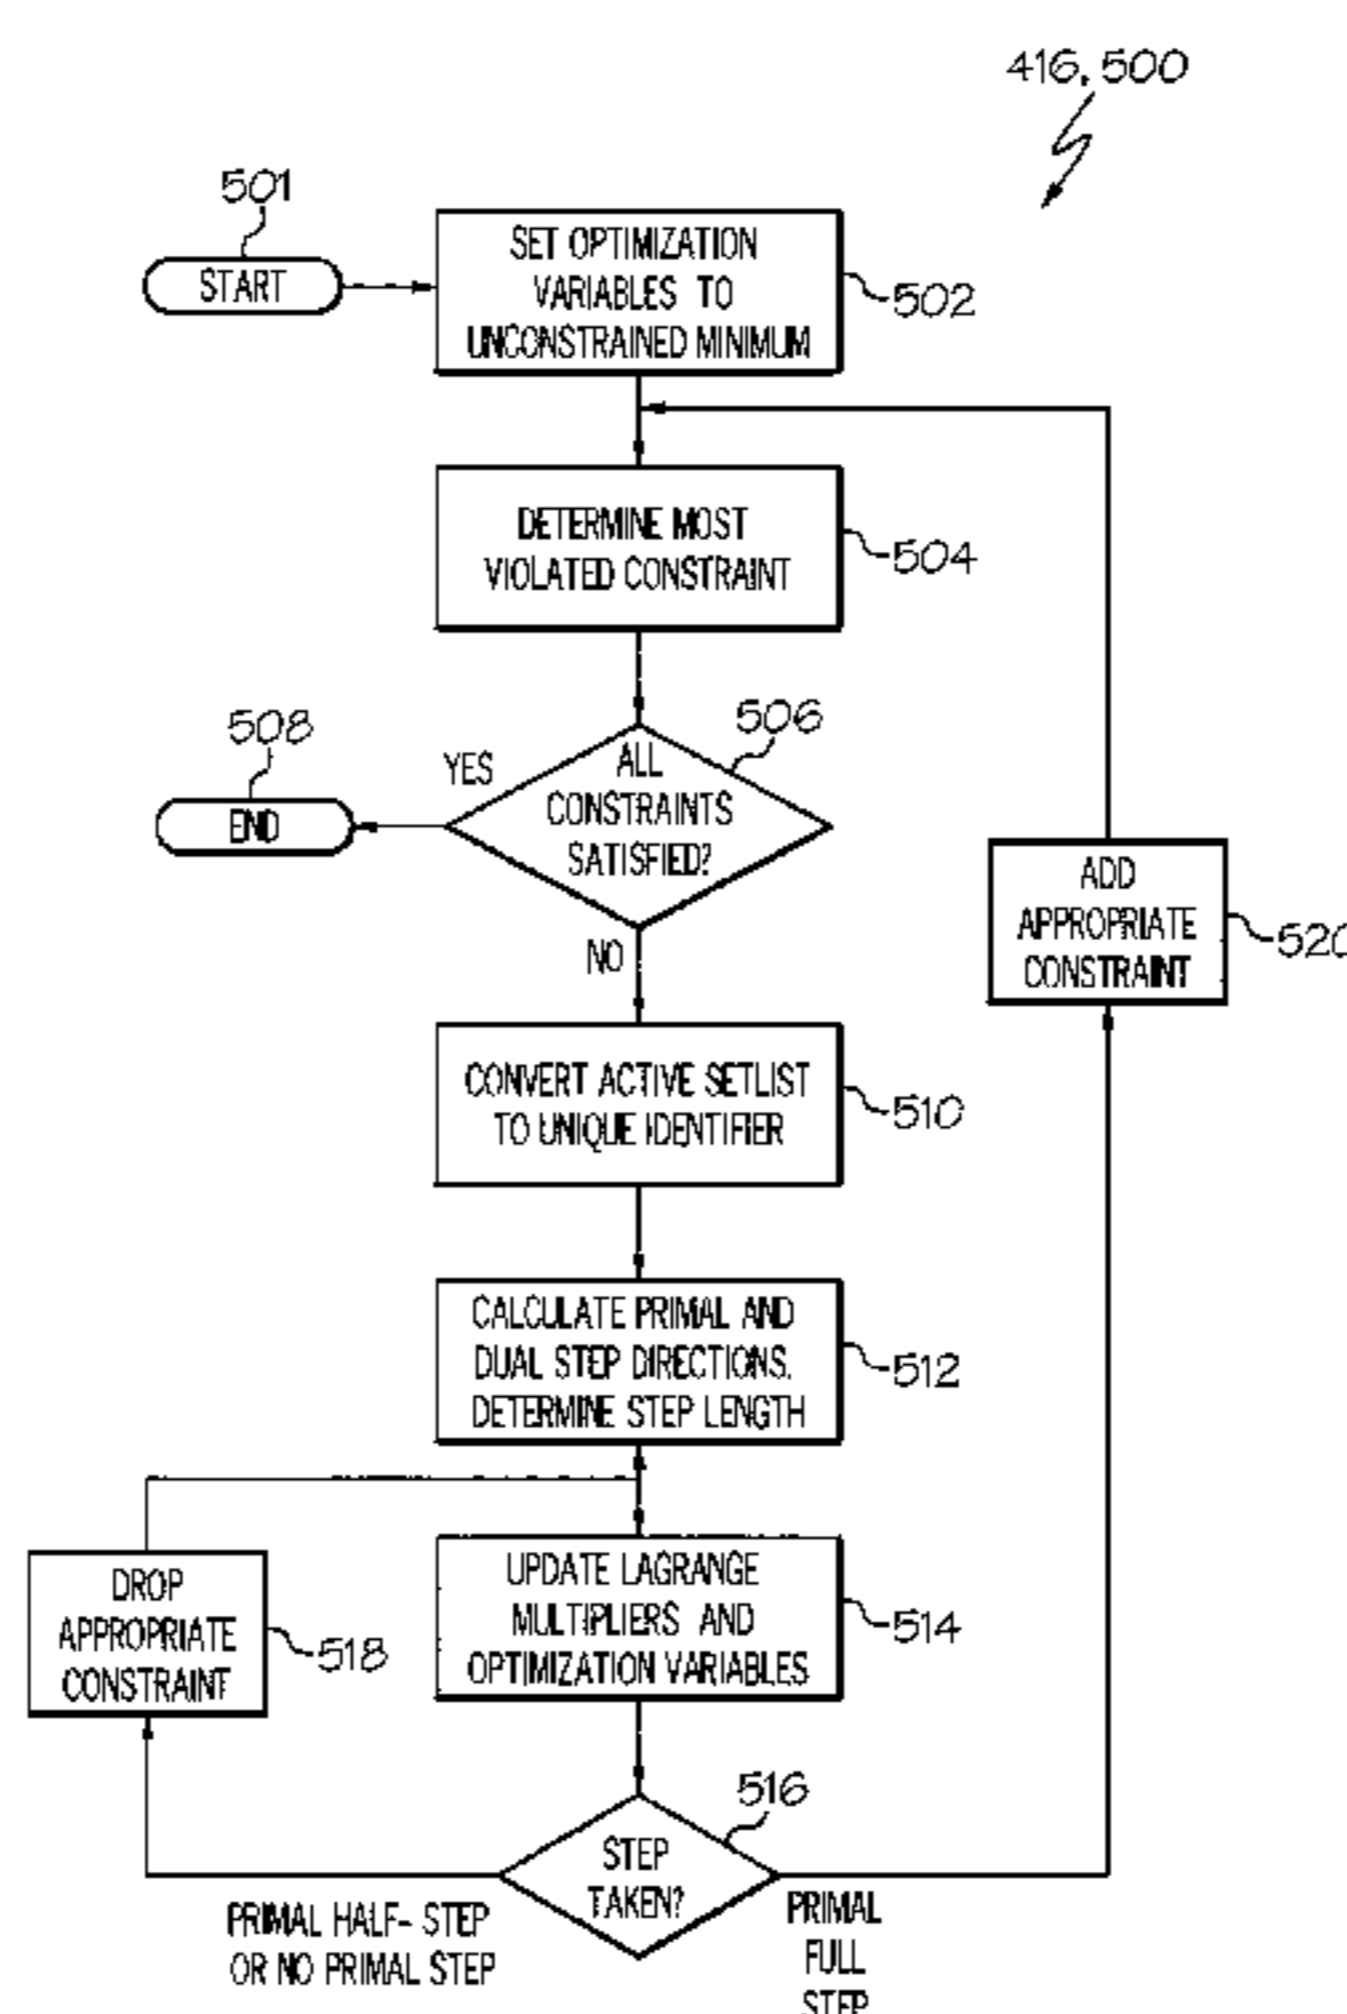 416, 500
501
START
SET OPTIMIZATION
VARIABLES TO
UNCONSTRAINED MINIMUM
502
DETERMINE MOST
VIOLATED CONSTRAINT
504
506
508
YES
END
ALL
CONSTRAINTS
SATISFIED?
NO
ADD
APPROPRIATE
CONSTRAINT
520
CONVERT ACTIVE SETLIST
TO UNIQUE IDENTIFIER
510
CALCULATE PRIMAL AND
DUAL STEP DIRECTIONS.
DETERMINE STEP LENGTH
512
DROP
APPROPRIATE
CONSTRAINT
518
UPDATE LAGRANGE
MULTIPLIERS AND
OPTIMIZATION VARIABLES
514
516
STEP
TAKEN?
PRIMAL HALF- STEP
OR NO PRIMAL STEP
PRIMAL
FULL
STEP